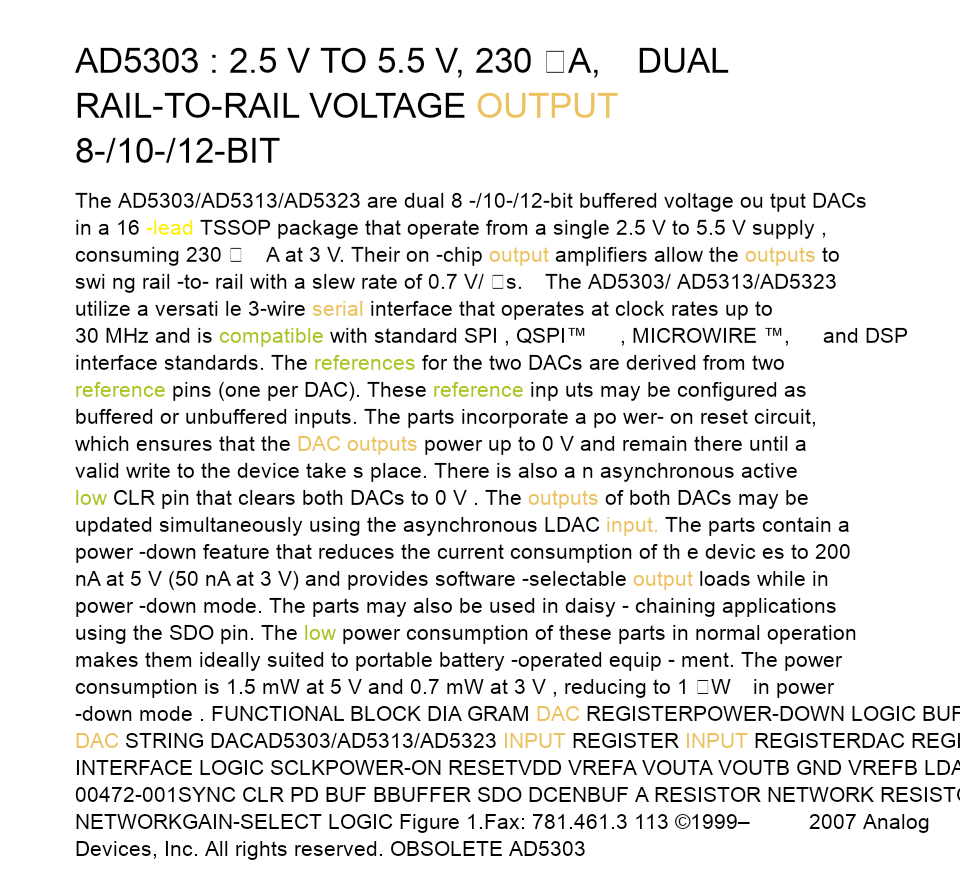 AD5303 : 2.5 V TO 5.5 V, 230 □A, DUAL
RAIL-TO-RAIL VOLTAGE OUTPUT
8-/10-/12-BIT
The AD5303/AD5313/AD5323 are dual 8 -/10-/12-bit buffered voltage ou tput DACs
in a 16 -lead TSSOP package that operate from a single 2.5 V to 5.5 V supply ,
consuming 230 □ A at 3 V. Their on -chip output amplifiers allow the outputs to
swi ng rail -to- rail with a slew rate of 0.7 V/ □s. The AD5303/ AD5313/AD5323
utilize a versati le 3-wire serial interface that operates at clock rates up to
30 MHz and is compatible with standard SPI , QSPI™ , MICROWIRE ™, and DSP
interface standards. The references for the two DACs are derived from two
reference pins (one per DAC). These reference inp uts may be configured as
buffered or unbuffered inputs. The parts incorporate a po wer- on reset circuit,
which ensures that the DAC outputs power up to 0 V and remain there until a
valid write to the device take s place. There is also a n asynchronous active
low CLR pin that clears both DACs to 0 V . The outputs of both DACs may be
updated simultaneously using the asynchronous LDAC input. The parts contain a
power -down feature that reduces the current consumption of th e devic es to 200
nA at 5 V (50 nA at 3 V) and provides software -selectable output loads while in
power -down mode. The parts may also be used in daisy - chaining applications
using the SDO pin. The low power consumption of these parts in normal operation
makes them ideally suited to portable battery -operated equip - ment. The power
consumption is 1.5 mW at 5 V and 0.7 mW at 3 V , reducing to 1 □W in power
-down mode . FUNCTIONAL BLOCK DIA GRAM DAC REGISTERPOWER-DOWN LOGIC BUF
DAC STRING DACAD5303/AD5313/AD5323 INPUT REGISTER INPUT REGISTERDAC REGI
INTERFACE LOGIC SCLKPOWER-ON RESETVDD VREFA VOUTA VOUTB GND VREFB LDA
00472-001SYNC CLR PD BUF BBUFFER SDO DCENBUF A RESISTOR NETWORK RESISTO
NETWORKGAIN-SELECT LOGIC Figure 1.Fax: 781.461.3 113 ©1999– 2007 Analog
Devices, Inc. All rights reserved. OBSOLETE AD5303